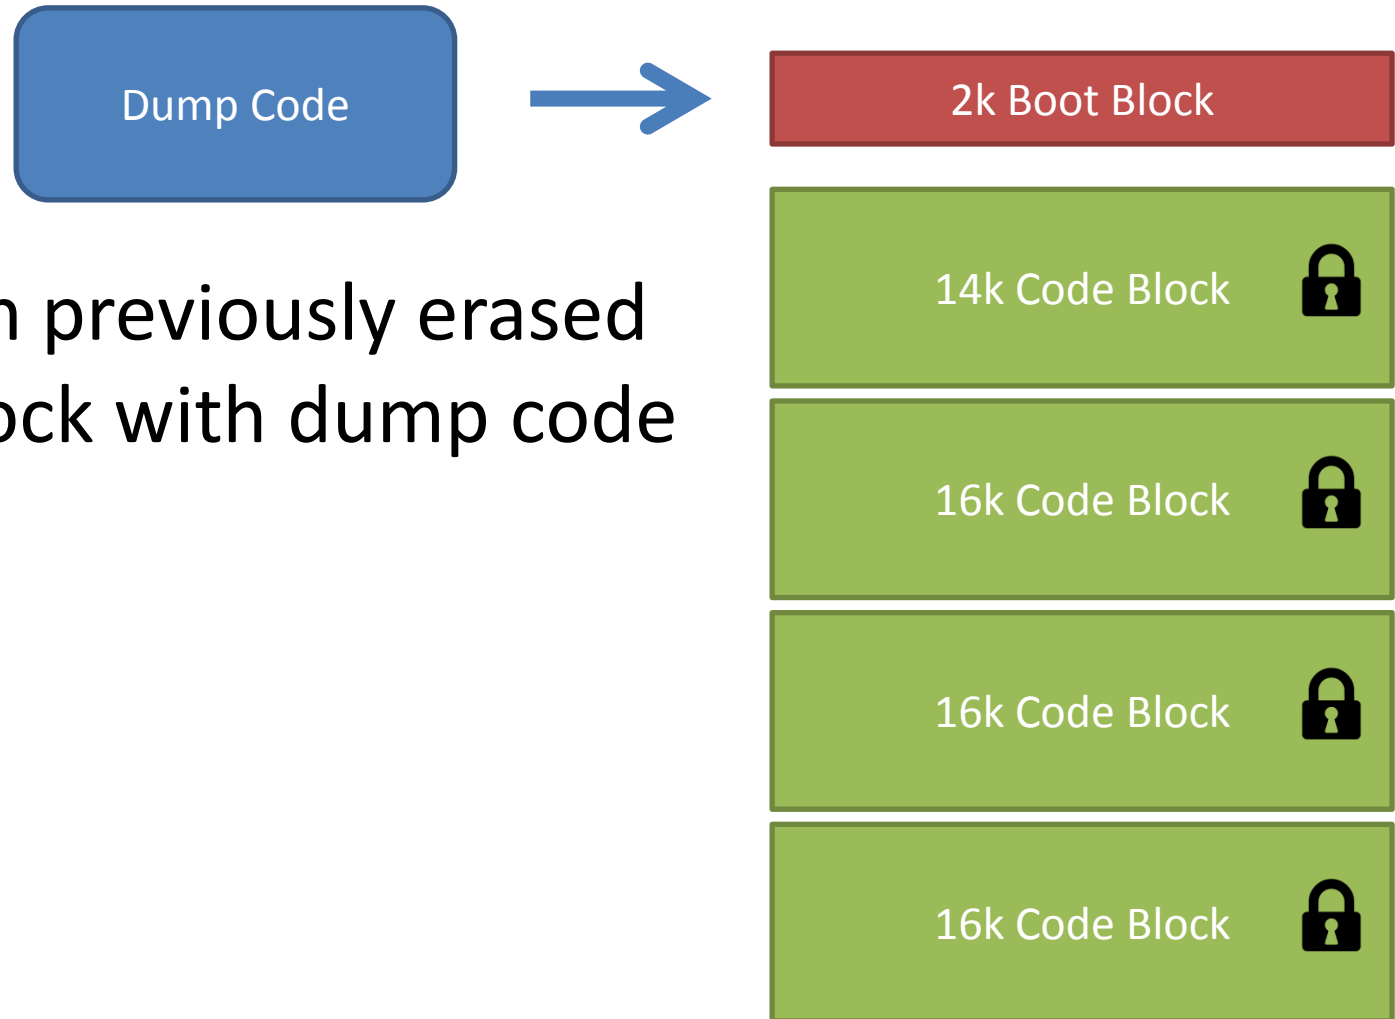 Dump Code
2k Boot Block
14k Code Block
previously erased
with dump code
16k Code Block
16k Code Block
16k Code Block